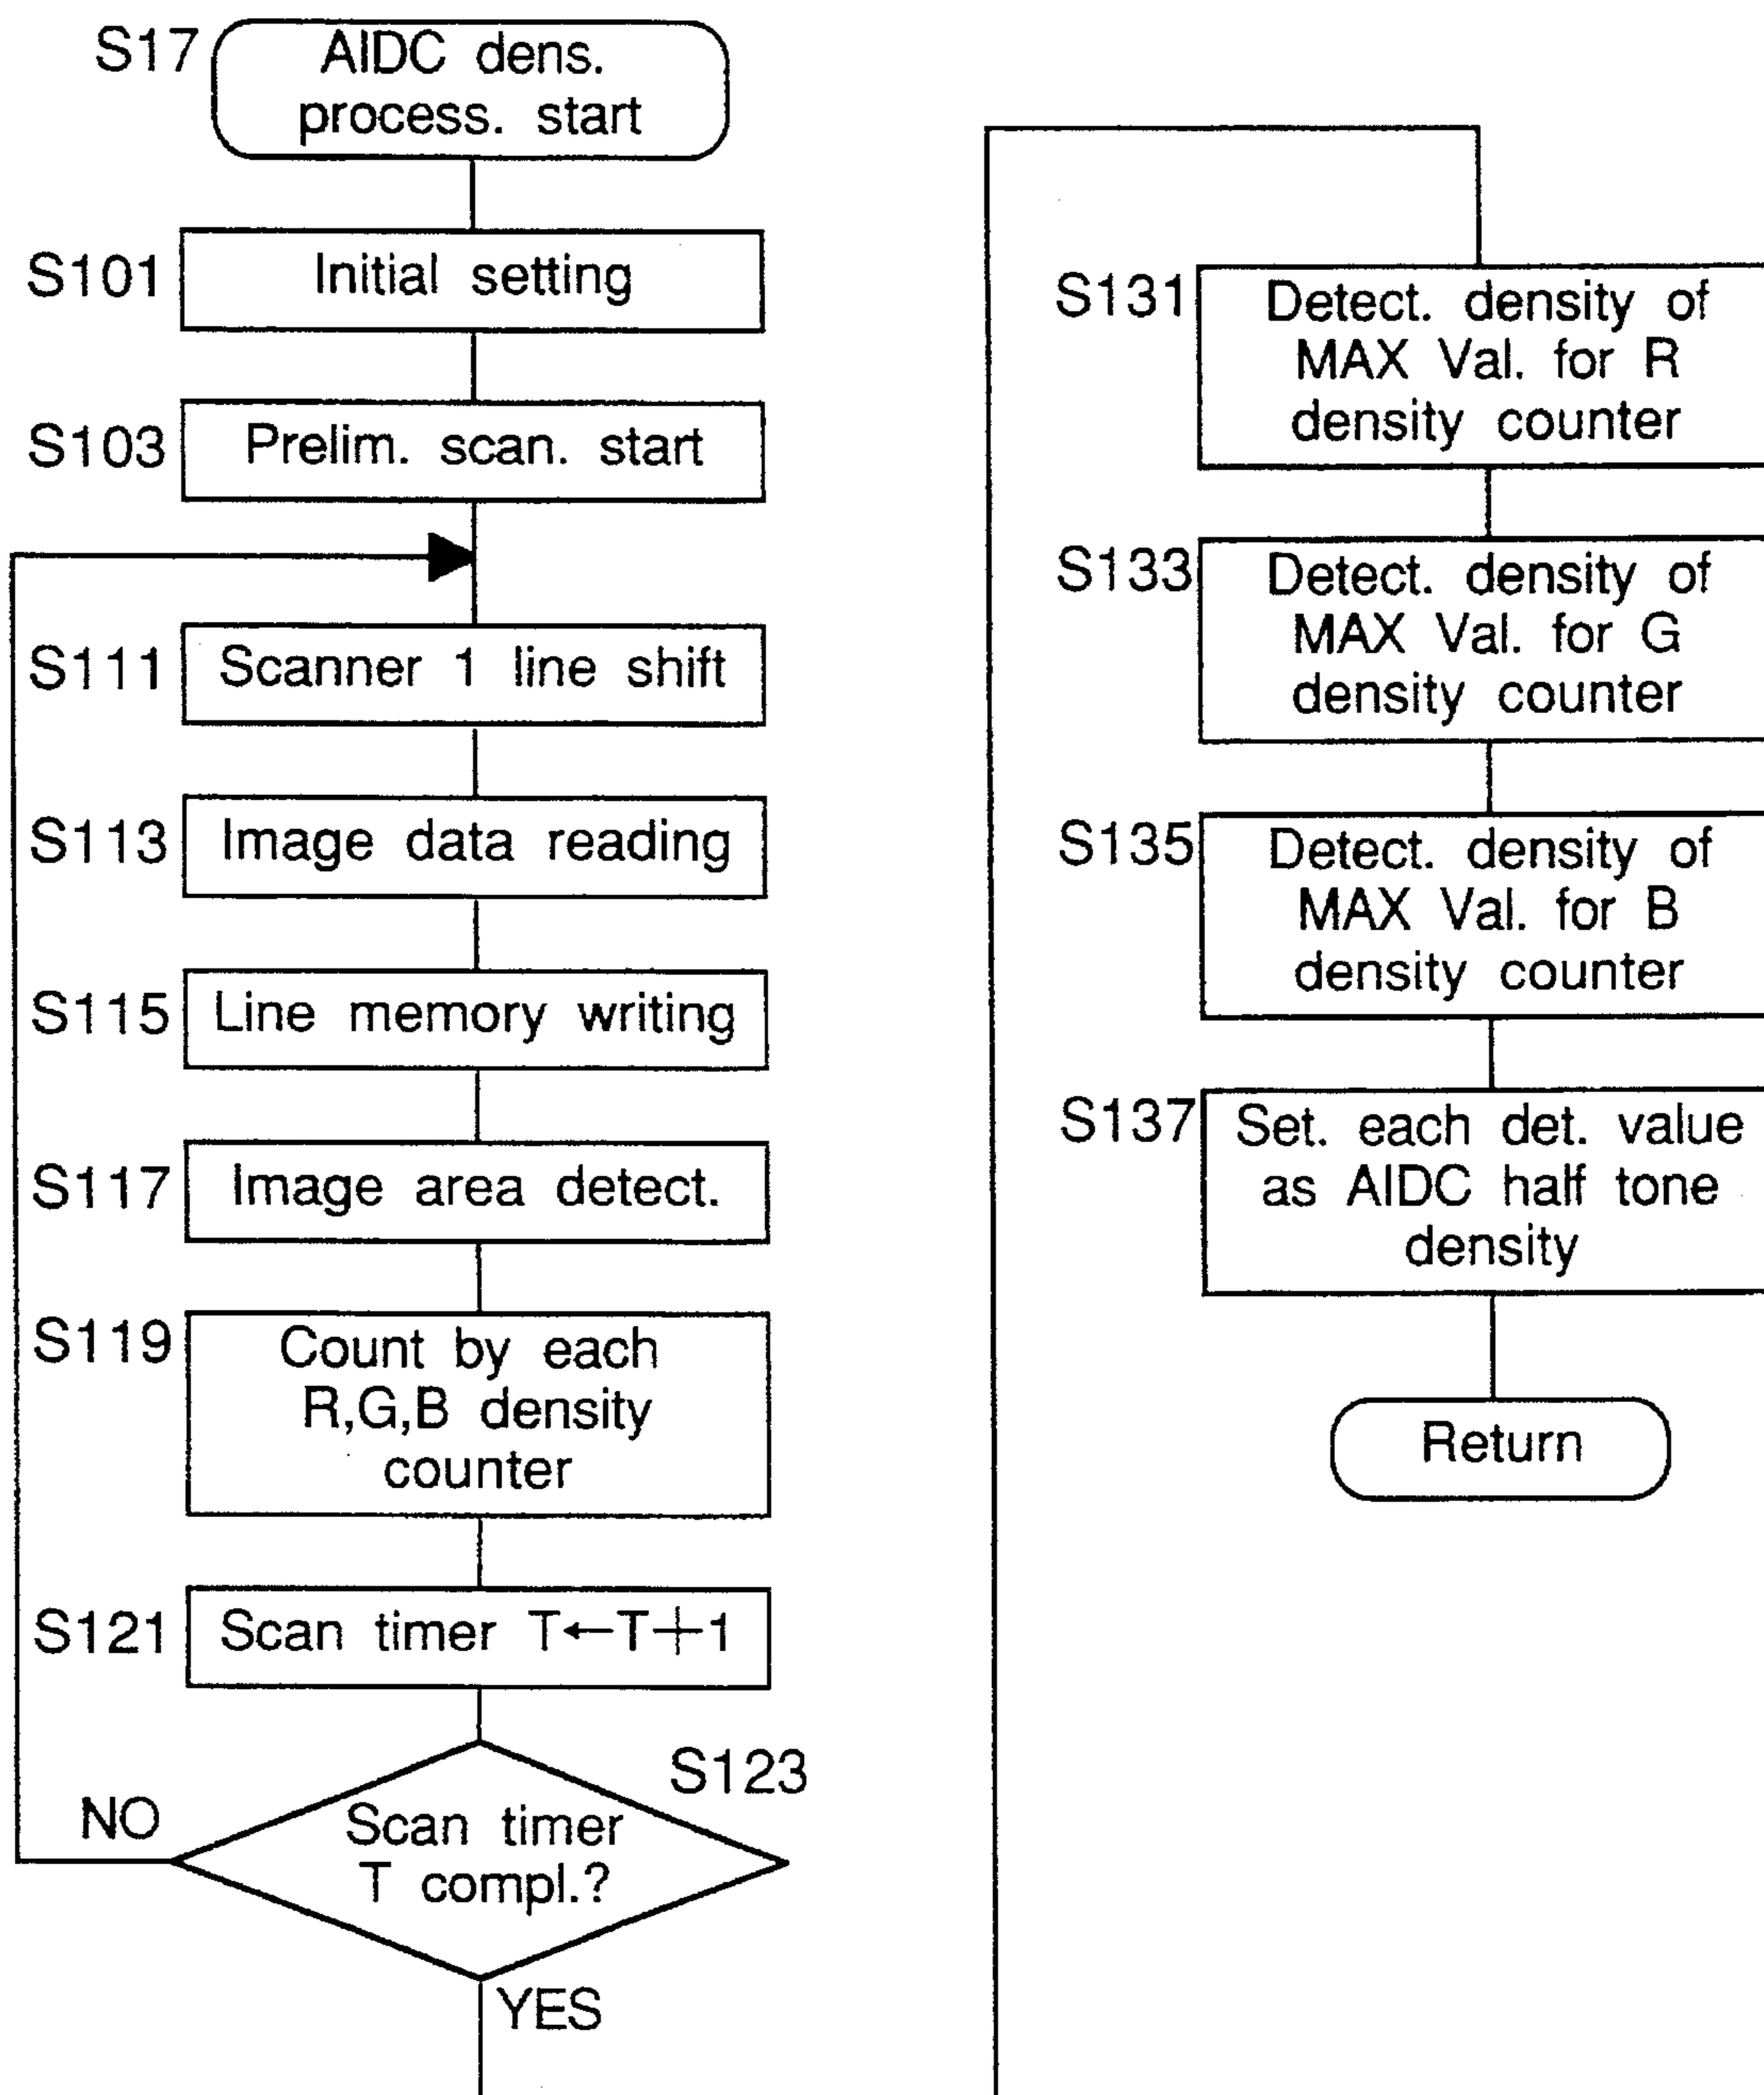 S17
AIDC dens.
process. start
S101
Initial setting
S103
Prelim. scan. start
S111
Scanner 1 line shift
S113
Image data reading
S115
Line memory writing
S117
Image area detect.
S119
Count by each
R,G,B density
counter
S121
Scan timer T←T+1
S123
Scan timer
T compl.?
NO
YES
S131
Detect. density of
MAX Val. for R
density counter
S133
Detect. density of
MAX Val. for G
density counter
S135
Detect. density of
MAX Val. for B
density counter
S137
Set. each det. value
as AIDC half tone
density
Return